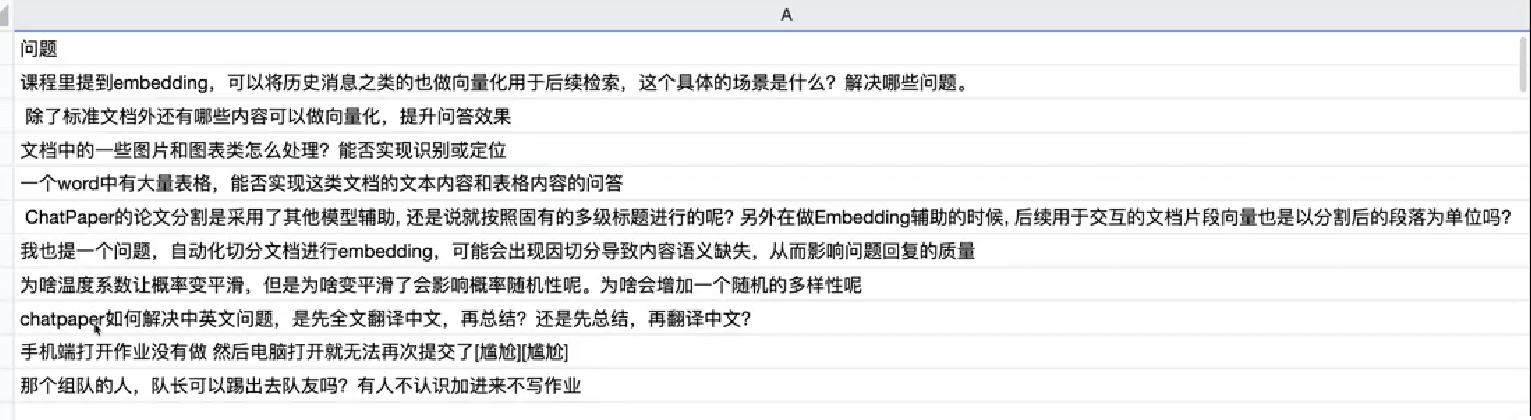 A
问题
课程里提到embedding，可以将历史消息之类的也做向量化用于后续检索，这个具体的场景是什么？解决哪些问题。
除了标准文档外还有哪些内容可以做向量化，提升问答效果
文档中的一些图片和图表类怎么处理？能否实现识别或定位
一个word中有大量表格，能否实现这类文档的文本内容和表格内容的问答
ChatPaper的论文分割是采用了其他模型辅助, 还是说就按照固有的多级标题进行的呢? 另外在做Embedding辅助的时候, 后续用于交互的文档片段向量也是以分割后的段落为单位吗?
我也提一个问题，自动化切分文档进行embedding，可能会出现因切分导致内容语义缺失，从而影响问题回复的质量
为啥温度系数让概率变平滑，但是为啥变平滑了会影响概率随机性呢。为啥会增加一个随机的多样性呢
chatpaper如何解决中英文问题，是先全文翻译中文，再总结？还是先总结，再翻译中文？
手机端打开作业没有做 然后电脑打开就无法再次提交了[尴尬][尴尬]
那个组队的人，队长可以踢出去队友吗？有人不认识加进来不写作业